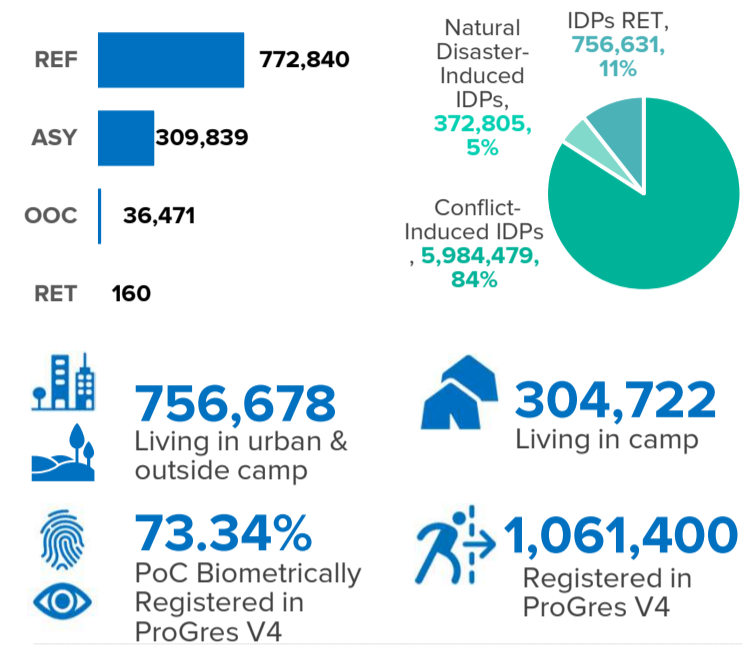 REF
772,840
ASY
309,839
OOC
36,471
RET
160
Natural
Disaster-
Induced
IDPs,
372,805,
5%
IDPs RET,
756,631,
11%
Conflict-
Induced IDPs
, 5,984,479,
84%
756,678
Living in urban &
outside camp
304,722
Living in camp
73.34%
PoC Biometrically
Registered in
ProGres V4
1,061,400
Registered in
ProGres V4